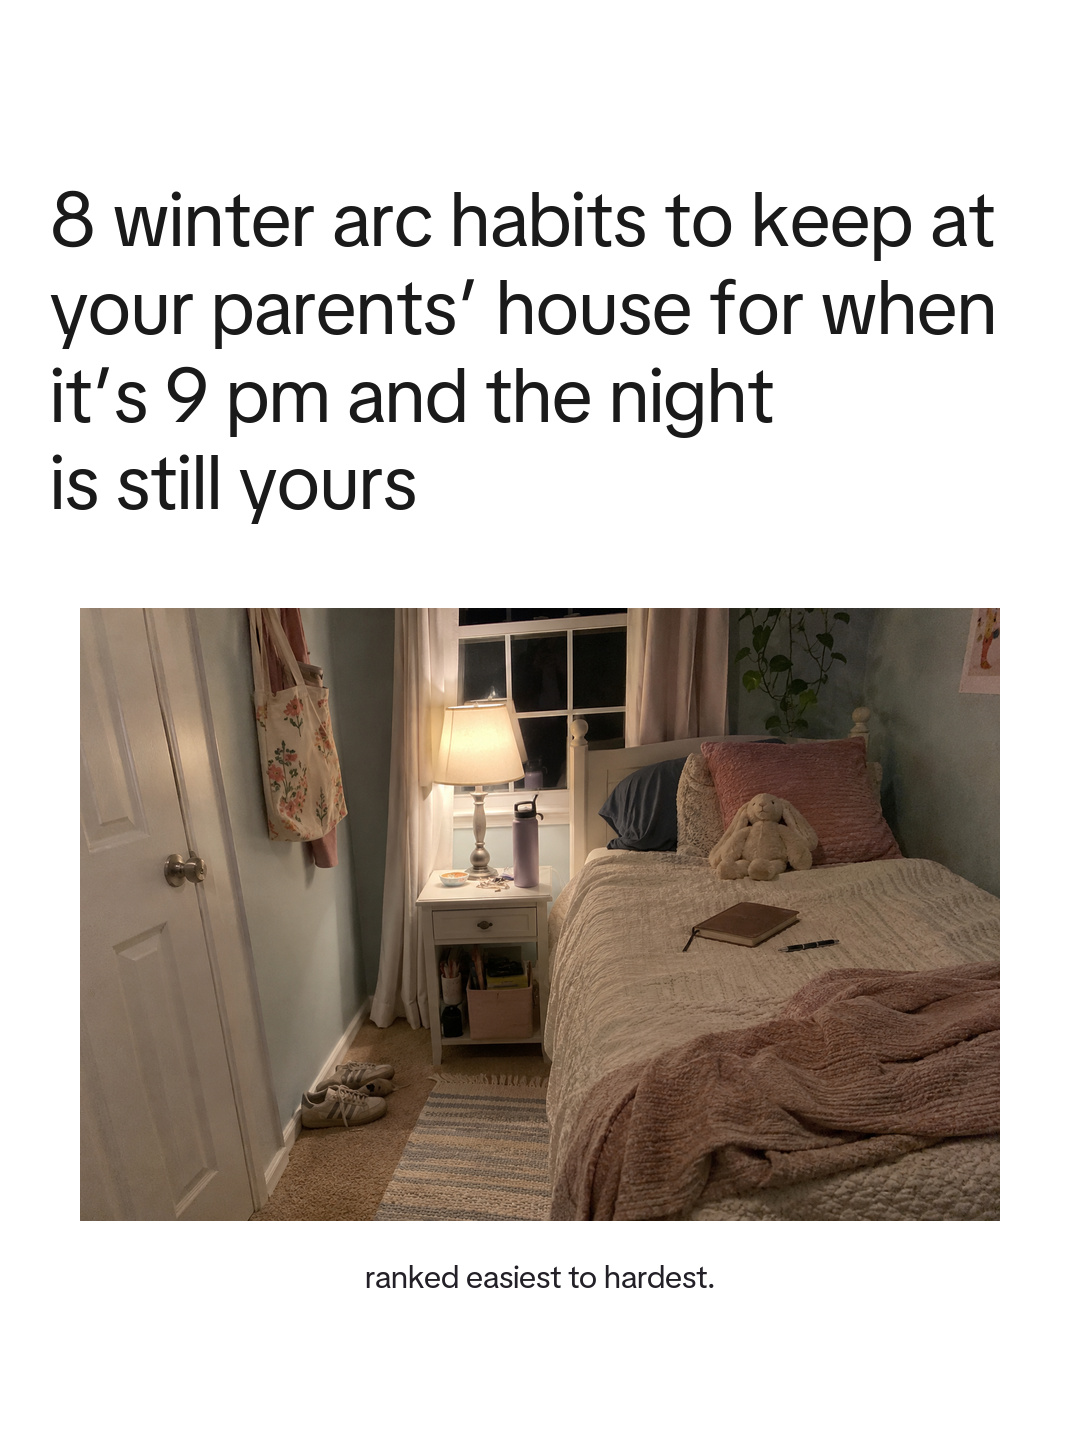 8 winter arc habits to keep at
your parents’ house for when
it’s 9 pm and the night
is still yours
ranked easiest to hardest.